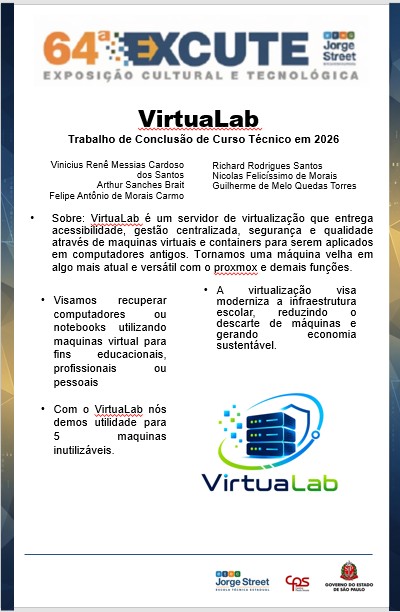 64ª EXCUTE
Jorge
Street
EXPOSIÇÃO CULTURAL E TECNOLÓGICA
VirtuaLab
Trabalho de Conclusão de Curso Técnico em 2026
Vinicius Renê Messias Cardoso
dos Santos
Arthur Sanches Brait
Felipe Antônio de Morais Carmo
Richard Rodrigues Santos
Nicolas Felicíssimo de Morais
Guilherme de Melo Quedas Torres
• Sobre: VirtuaLab é um servidor de virtualização que entrega
acessibilidade, gestão centralizada, segurança e qualidade
através de maquinas virtuais e containers para serem aplicados
em computadores antigos. Tornamos uma máquina velha em
algo mais atual e versátil com o proxmox e demais funções.
• Visamos recuperar
computadores ou
notebooks utilizando
maquinas virtual para
fins educacionais,
profissionais ou
pessoais
• Com o VirtuaLab nós
demos utilidade para
5 maquinas
inutilizáveis.
• A virtualização visa
moderniza a infraestrutura
escolar, reduzindo o
descarte de máquinas e
gerando economia
sustentável.
VirtuaLab
Jorge Street
ESCOLA TÉCNICA ESTADUAL
CPS
GOVERNO DO ESTADO
DE SÃO PAULO